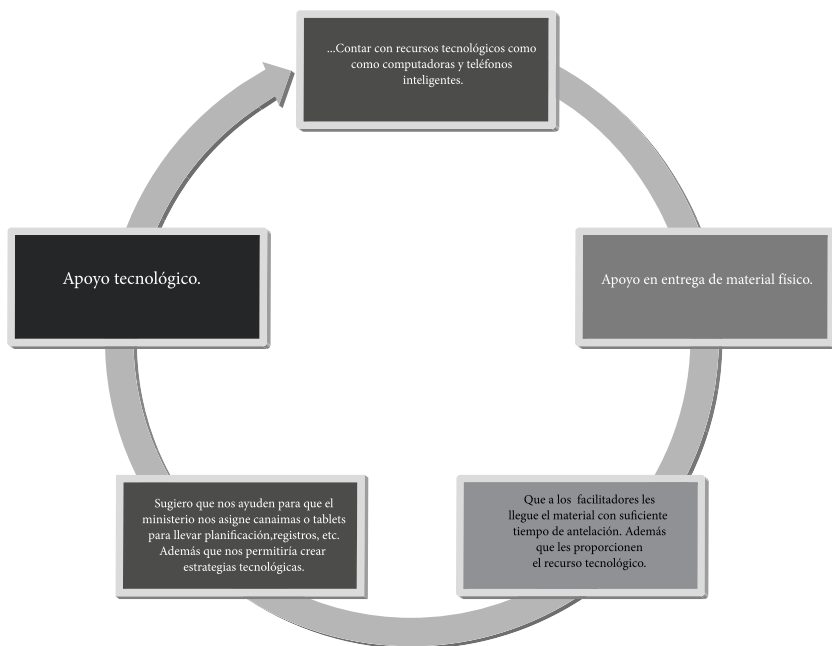 ...Contar con recursos tecnológicos como
como computadoras y teléfonos
inteligentes.
Apoyo en entrega de material físico.
Que a los facilitadores les
llegue el material con suficiente
tiempo de antelación. Además
que les proporcionen
el recurso tecnológico.
Sugiero que nos ayuden para que el
ministerio nos asigne canaimas o tablets
para llevar planificación,registros, etc.
Además que nos permitiría crear
estrategias tecnológicas.
Apoyo tecnológico.